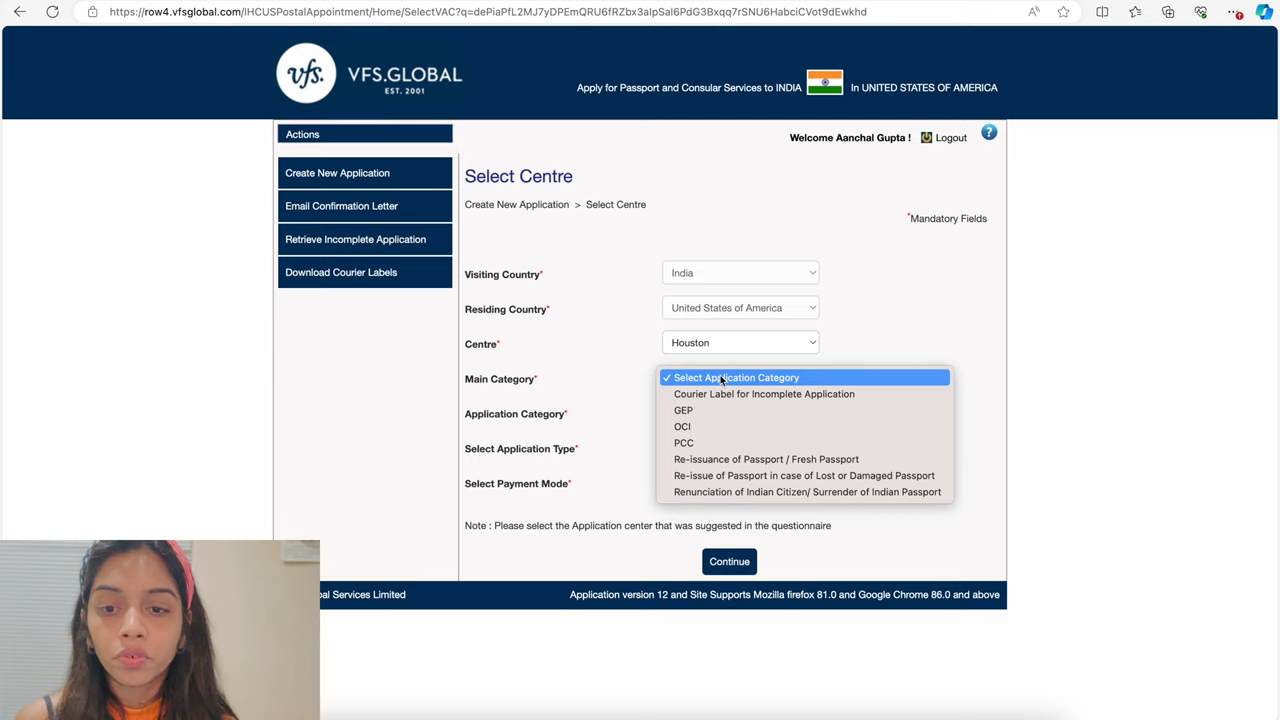 https://row4.vfsglobal.com/IHCUSPostalAppointment/Home/SelectVAC?q=dePiaPfL2MJ7yDPEmQRU6fRZbx3aIpSal6PdG3Bxqq7rSNU6HabciCVot9dEwkhd
vfs.
VFS.GLOBAL
EST. 2001
Apply for Passport and Consular Services to INDIA In UNITED STATES OF AMERICA
Actions
Welcome Aanchal Gupta ! Logout ?
Create New Application
Email Confirmation Letter
Retrieve Incomplete Application
Download Courier Labels
Select Centre
Create New Application > Select Centre
*Mandatory Fields
Visiting Country* India
Residing Country* United States of America
Centre* Houston
Main Category*
Application Category*
Select Application Type*
Select Payment Mode*
✓ Select Application Category
Courier Label for Incomplete Application
GEP
OCI
PCC
Re-issuance of Passport / Fresh Passport
Re-issue of Passport in case of Lost or Damaged Passport
Renunciation of Indian Citizen/ Surrender of Indian Passport
Note : Please select the Application center that was suggested in the questionnaire
Continue
bal Services Limited
Application version 12 and Site Supports Mozilla firefox 81.0 and Google Chrome 86.0 and above